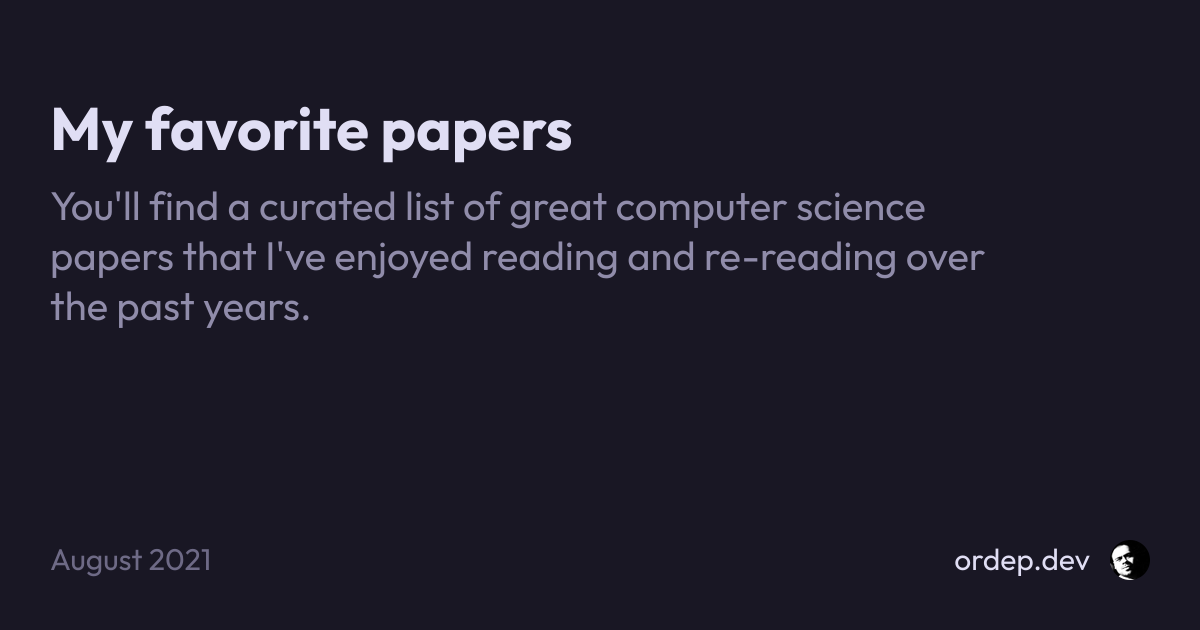 My favorite papers
You'll find a curated list of great computer science
papers that I've enjoyed reading and re-reading over
the past years.
August 2021
ordep.dev